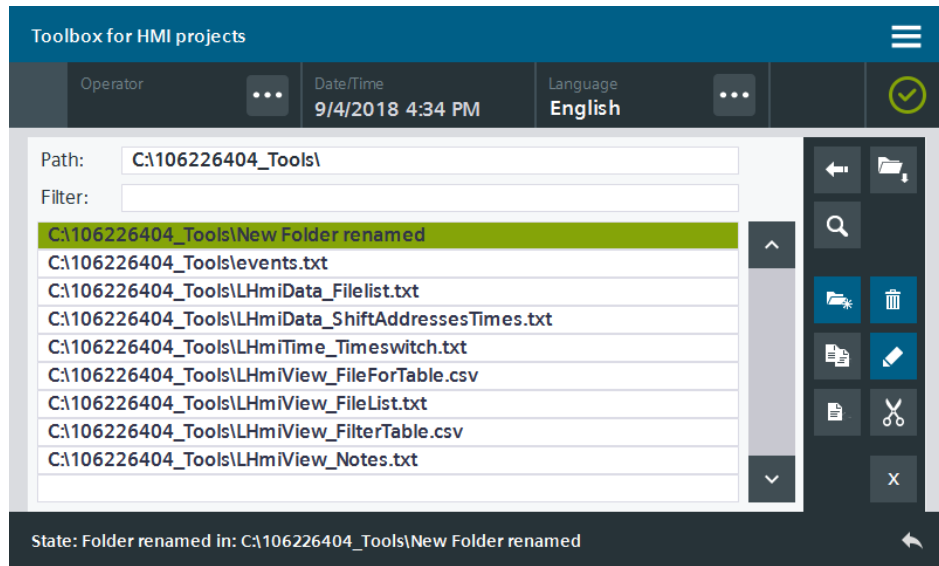 Toolbox for HMI projects
Operator
Date/Time
Language
9/4/2018 4:34 PM
English
Path: C:\106226404_Tools\
Filter:
C:\106226404_Tools\New Folder renamed
C:\106226404_Tools\events.txt
C:\106226404_Tools\LHmiData_Filelist.txt
C:\106226404_Tools\LHmiData_ShiftAddressesTimes.txt
C:\106226404_Tools\LHmiTime_Timeswitch.txt
C:\106226404_Tools\LHmiView_FileForTable.csv
C:\106226404_Tools\LHmiView_FileList.txt
C:\106226404_Tools\LHmiView_FilterTable.csv
C:\106226404_Tools\LHmiView_Notes.txt
x
State: Folder renamed in: C:\106226404_Tools\New Folder renamed